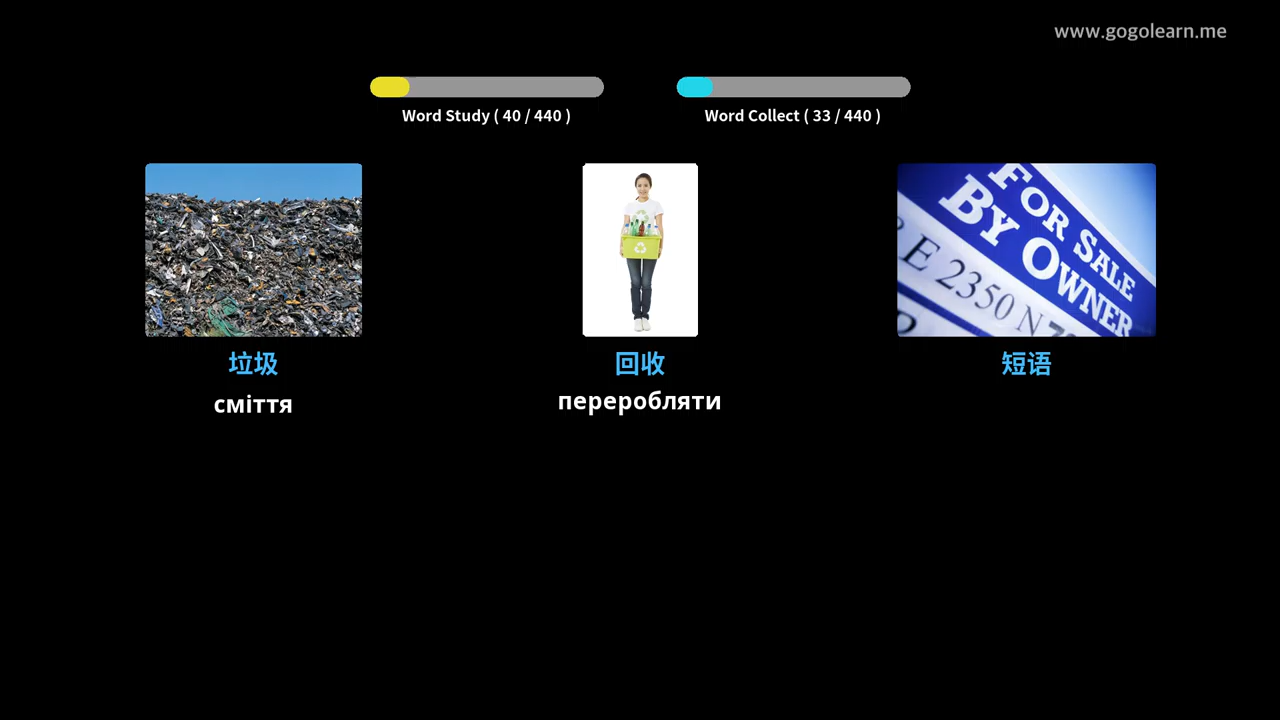 www.gogolearn.me
Word Study ( 40 / 440 )
Word Collect ( 33 / 440 )
FOR SALE
BY OWNER
E 2350 N
垃圾
回收
短语
сміття
переробляти